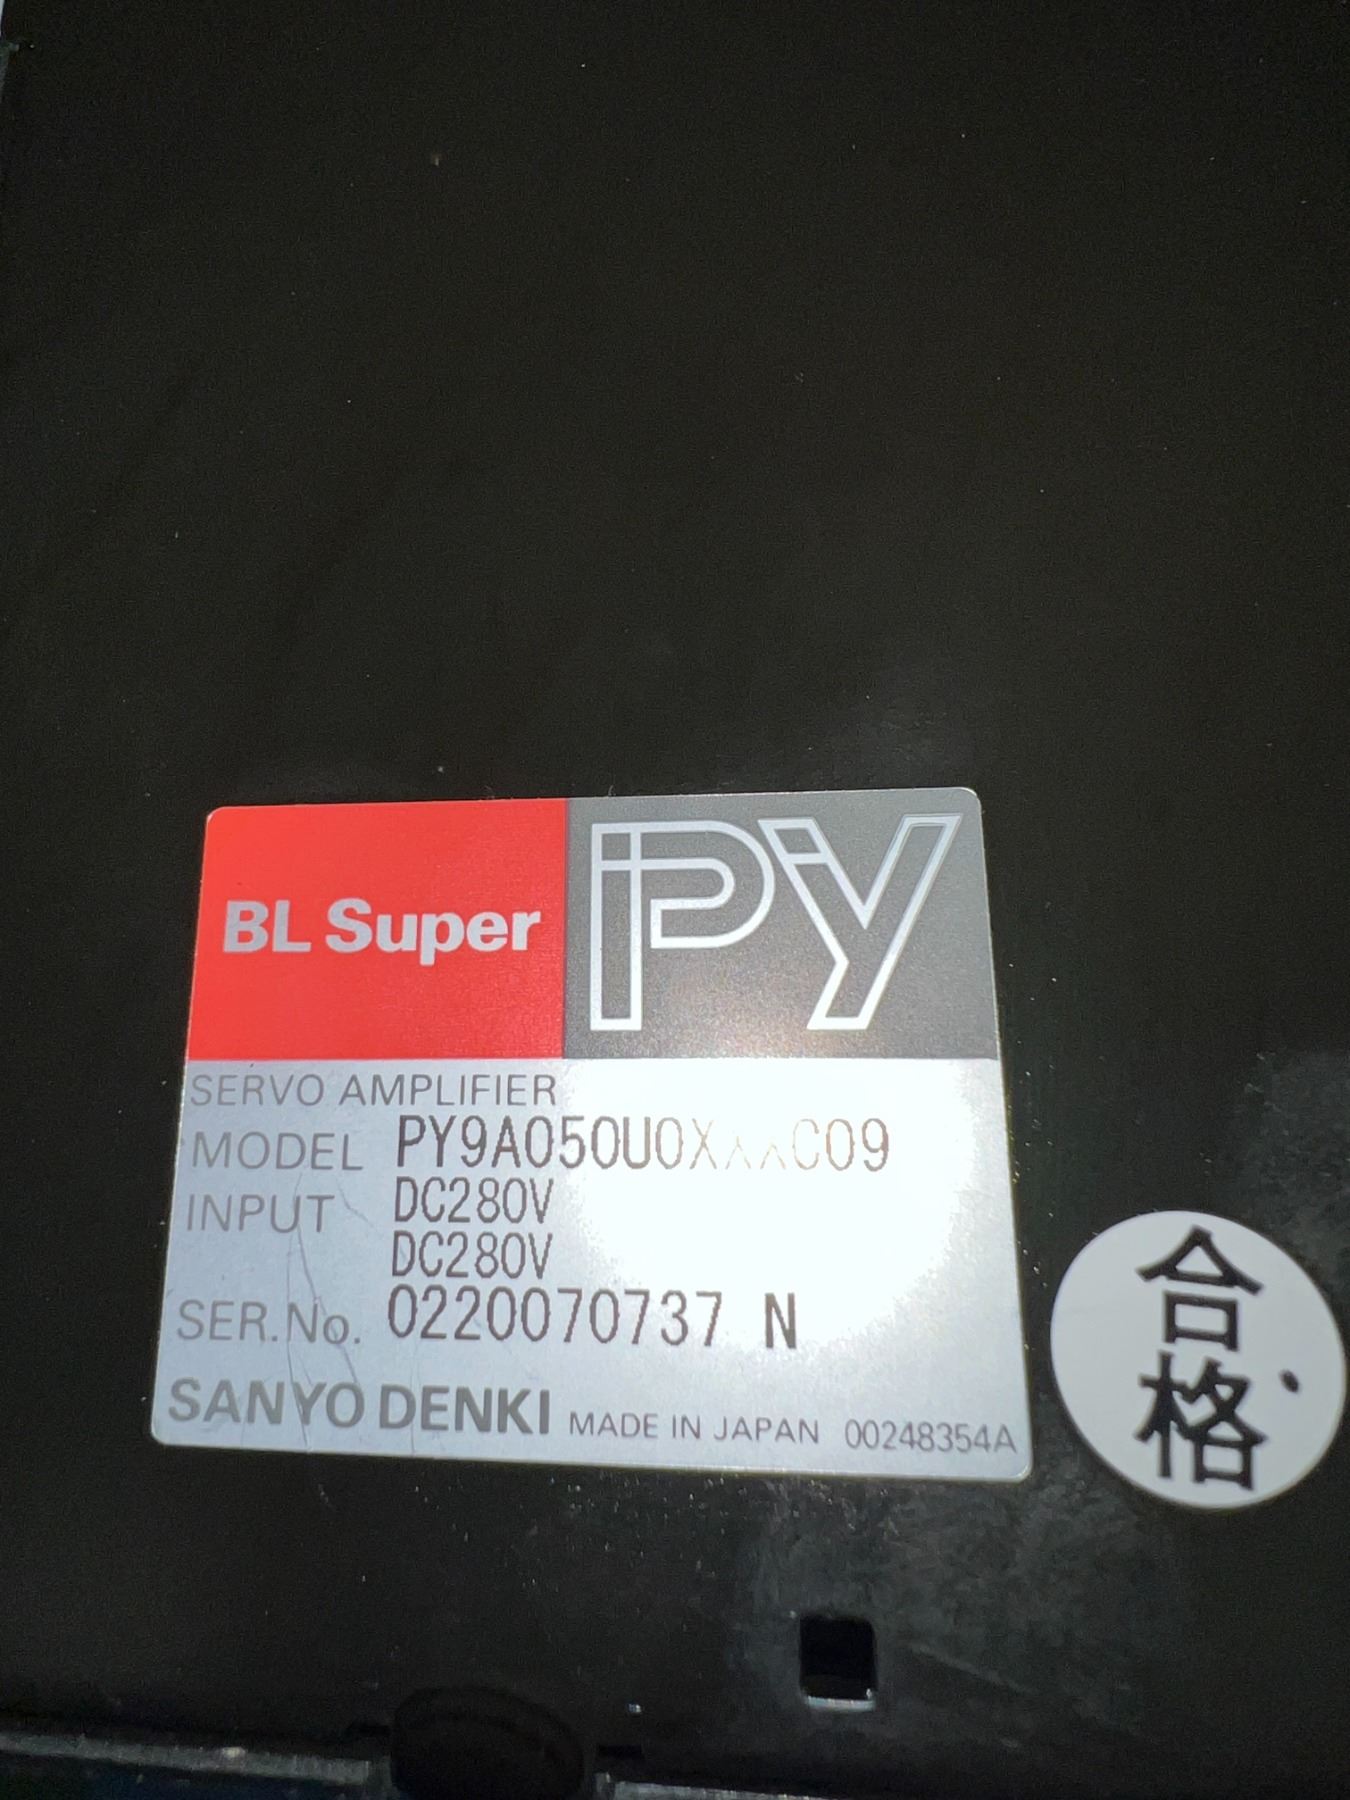 BL Super PY
SERVO AMPLIFIER
MODEL PY9A050U0XXXC09
INPUT DC280V
DC280V
SER.No. 0220070737 N
SANYO DENKI MADE IN JAPAN 00248354A
合格